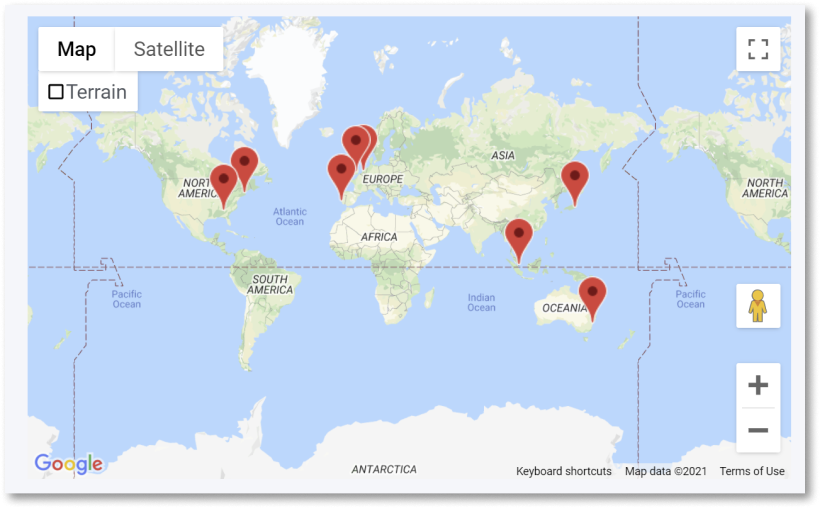 Map
Satellite
Terrain
NORTH
AMERICA
Atlantic
Ocean
EUROPE
ASIA
AFRICA
SOUTH
AMERICA
Pacific
Ocean
Indian
Ocean
OCEANIA
NORTH
AMERICA
Pacific
Ocean
ANTARCTICA
Google
Keyboard shortcuts
Map data ©2021
Terms of Use